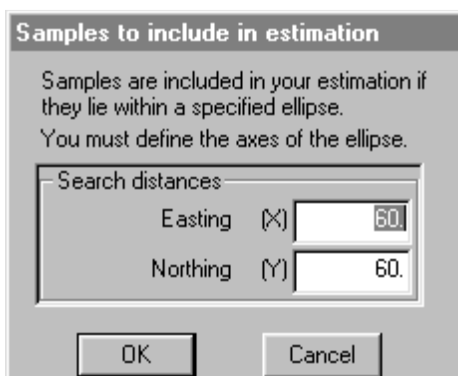 Samples to include in estimation
Samples are included in your estimation if
they lie within a specified ellipse.
You must define the axes of the ellipse.
Search distances
Easting (X) 60.
Northing (Y) 60.
OK Cancel